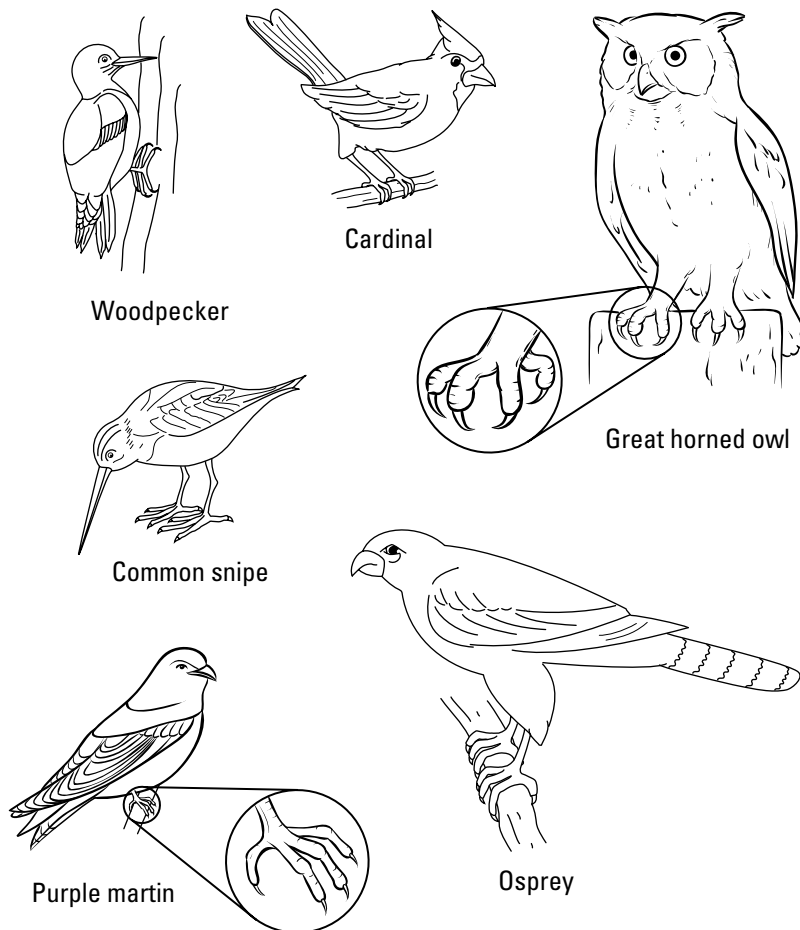 Cardinal
Woodpecker
Great horned owl
Common snipe
Purple martin
Osprey